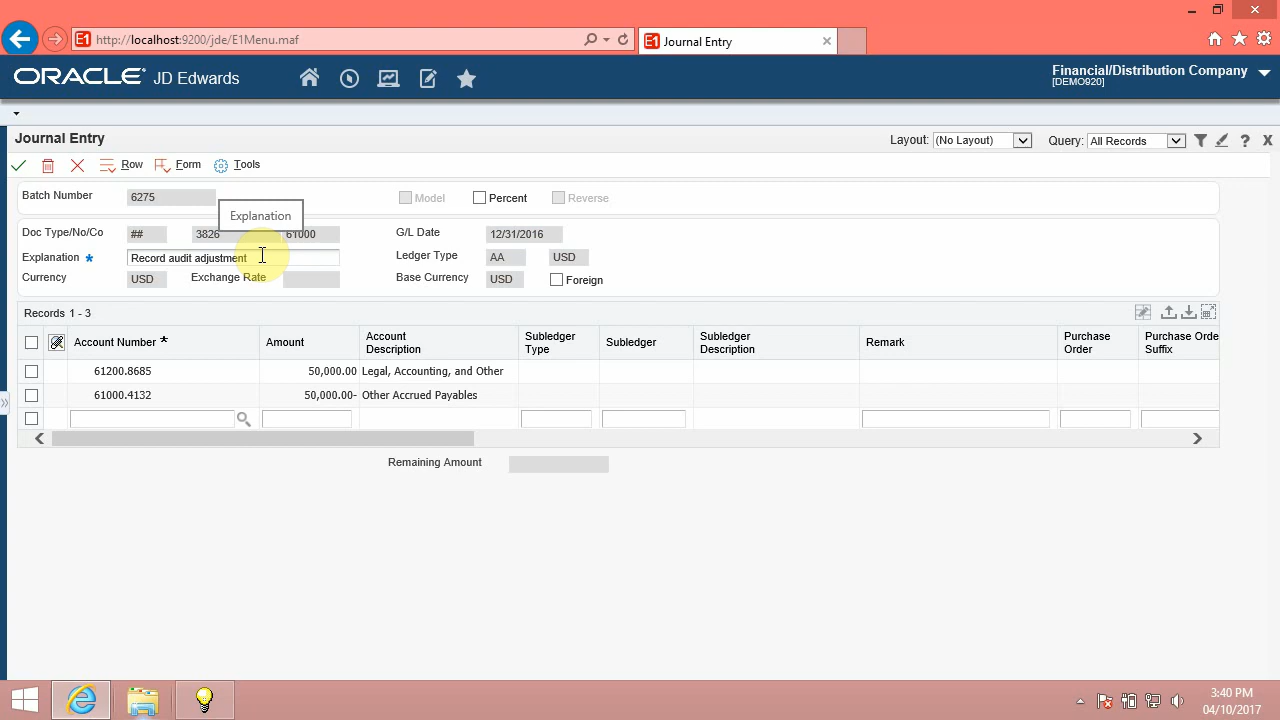 http://localhost:9200/jde/E1Menu.maf
E1 Journal Entry
ORACLE JD Edwards
Financial/Distribution Company
[DEMO920]
Journal Entry
Layout: (No Layout) Query: All Records
Row Form Tools
Batch Number 6275 Model Percent Reverse
Explanation
Doc Type/No/Co ## 3826 61000 G/L Date 12/31/2016
Explanation * Record audit adjustment Ledger Type AA USD
Currency USD Exchange Rate Base Currency USD Foreign
Records 1 - 3
Account Number Amount Account Description Subledger Type Subledger Subledger Description Remark Purchase Order Purchase Orde Suffix
61200.8685 50,000.00 Legal, Accounting, and Other
61000.4132 50,000.00- Other Accrued Payables
Remaining Amount
3:40 PM
04/10/2017